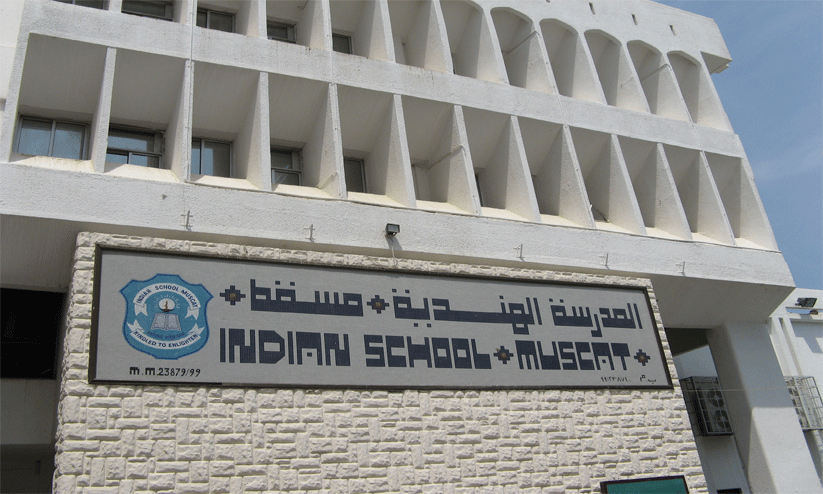 المدرسة الهندية مسقط
INDIAN SCHOOL MUSCAT
INDIAN SCHOOL MUSCAT
KINDLED TO ENLIGHTEN
m.m.23879/99